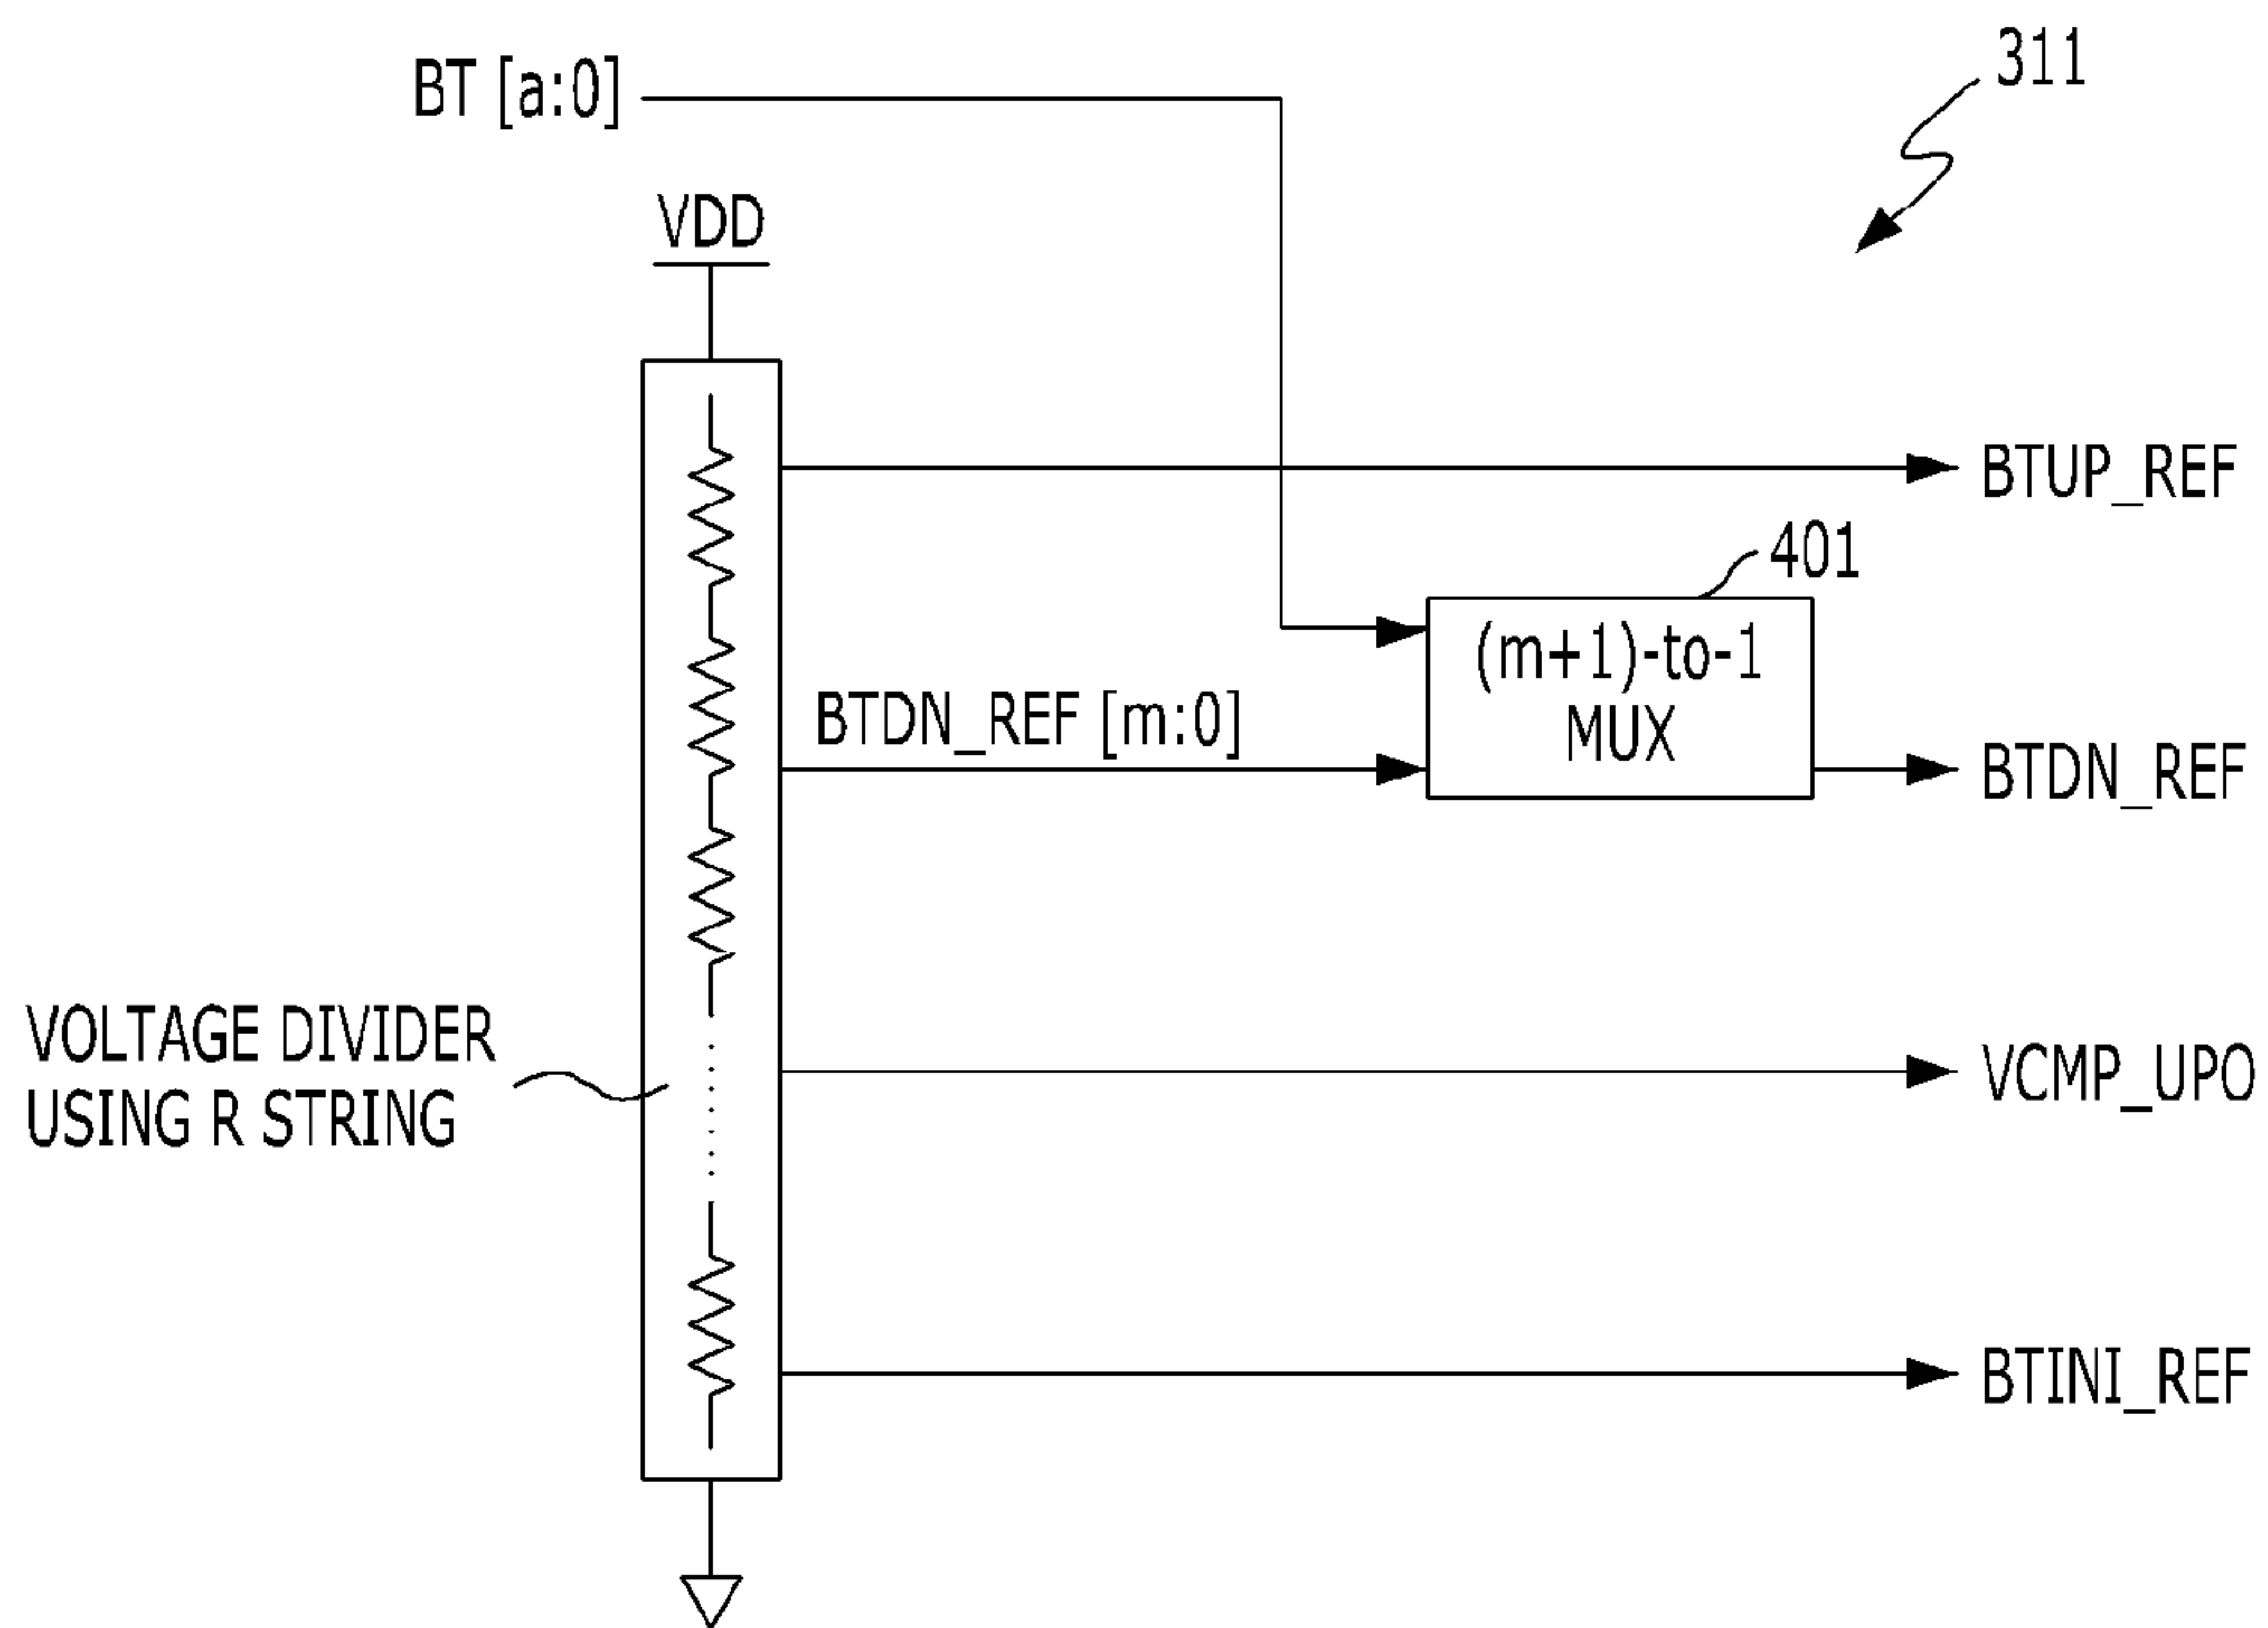 BT [a:0]
311
VDD
BTUP_REF
401
(m+1)-to-1
MUX
BTDN_REF [m:0]
BTDN_REF
VOLTAGE DIVIDER
USING R STRING
VCMP_UPO
BTINI_REF